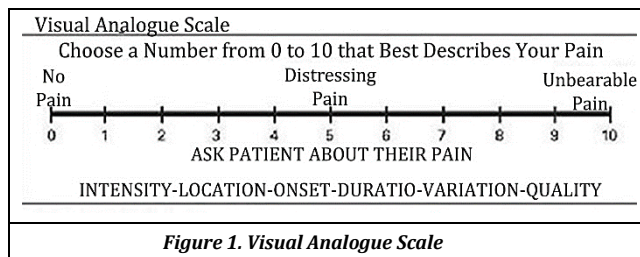 Visual Analogue Scale
Choose a Number from 0 to 10 that Best Describes Your Pain
No Pain
Distressing Pain
Unbearable Pain
0 1 2 3 4 5 6 7 8 9 10
ASK PATIENT ABOUT THEIR PAIN
INTENSITY-LOCATION-ONSET-DURATIO-VARIATION-QUALITY
Figure 1. Visual Analogue Scale